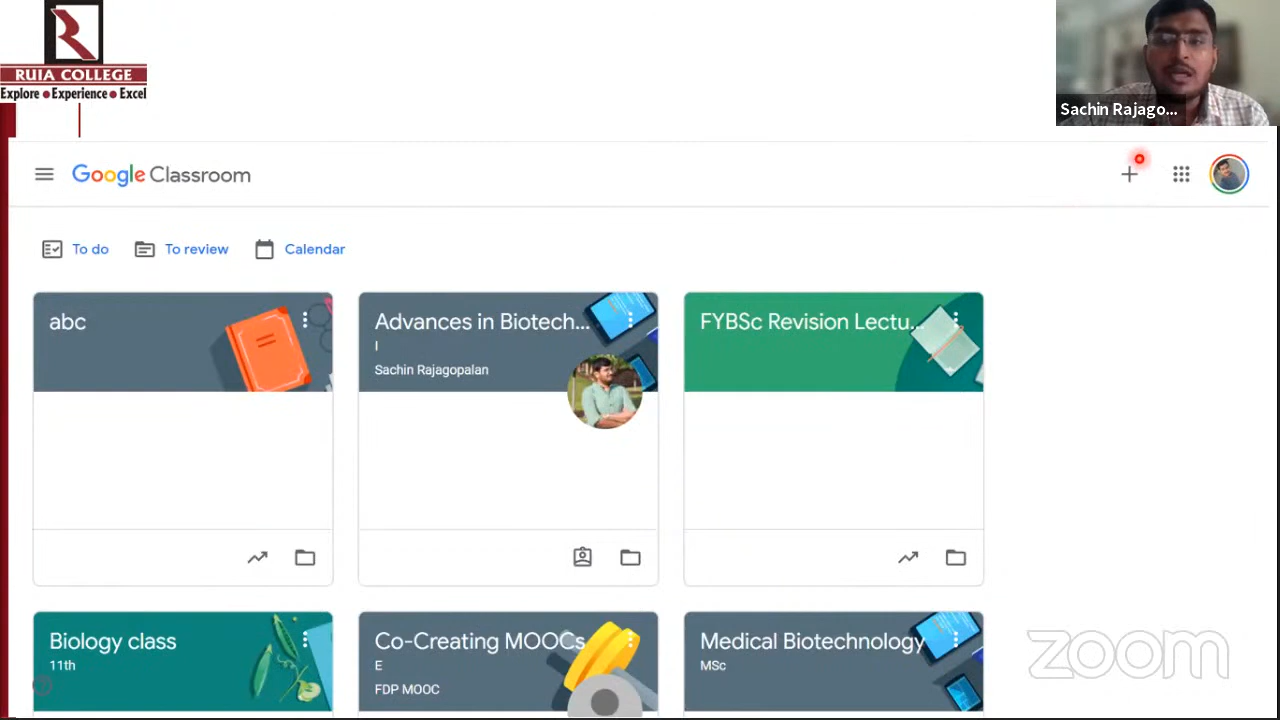 R
RUIA COLLEGE
Explore ● Experience ● Excel
Sachin Rajago...
Google Classroom
To do
To review
Calendar
abc
Advances in Biotech...
I
Sachin Rajagopalan
FYBSc Revision Lectu...
Biology class
11th
Co-Creating MOOCs
E
FDP MOOC
Medical Biotechnology
MSc
zoom